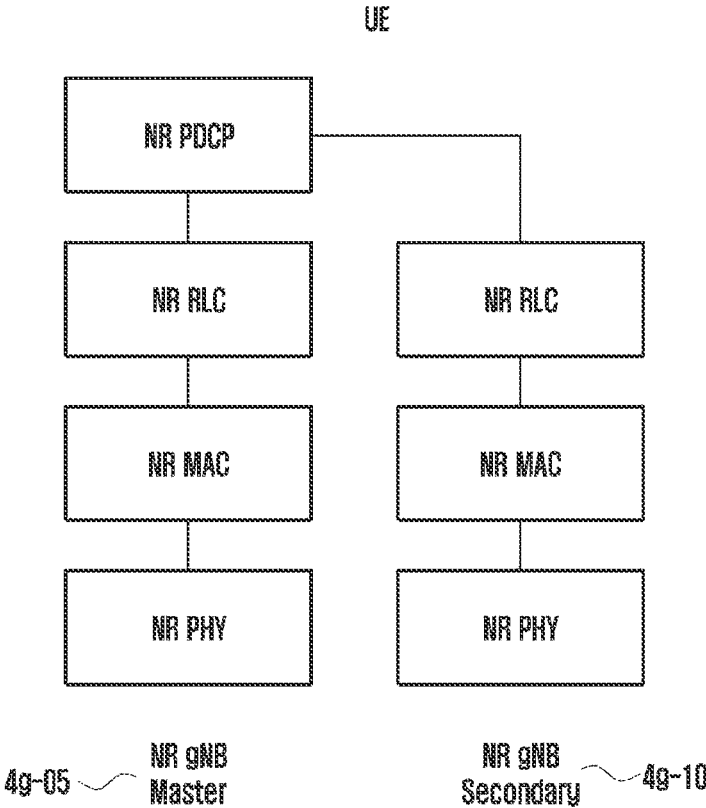 UE
NR PDCP
NR RLC
NR RLC
NR MAC
NR MAC
NR PHY
NR PHY
NR gNB
Master
4g-05
NR gNB
Secondary
4g-10